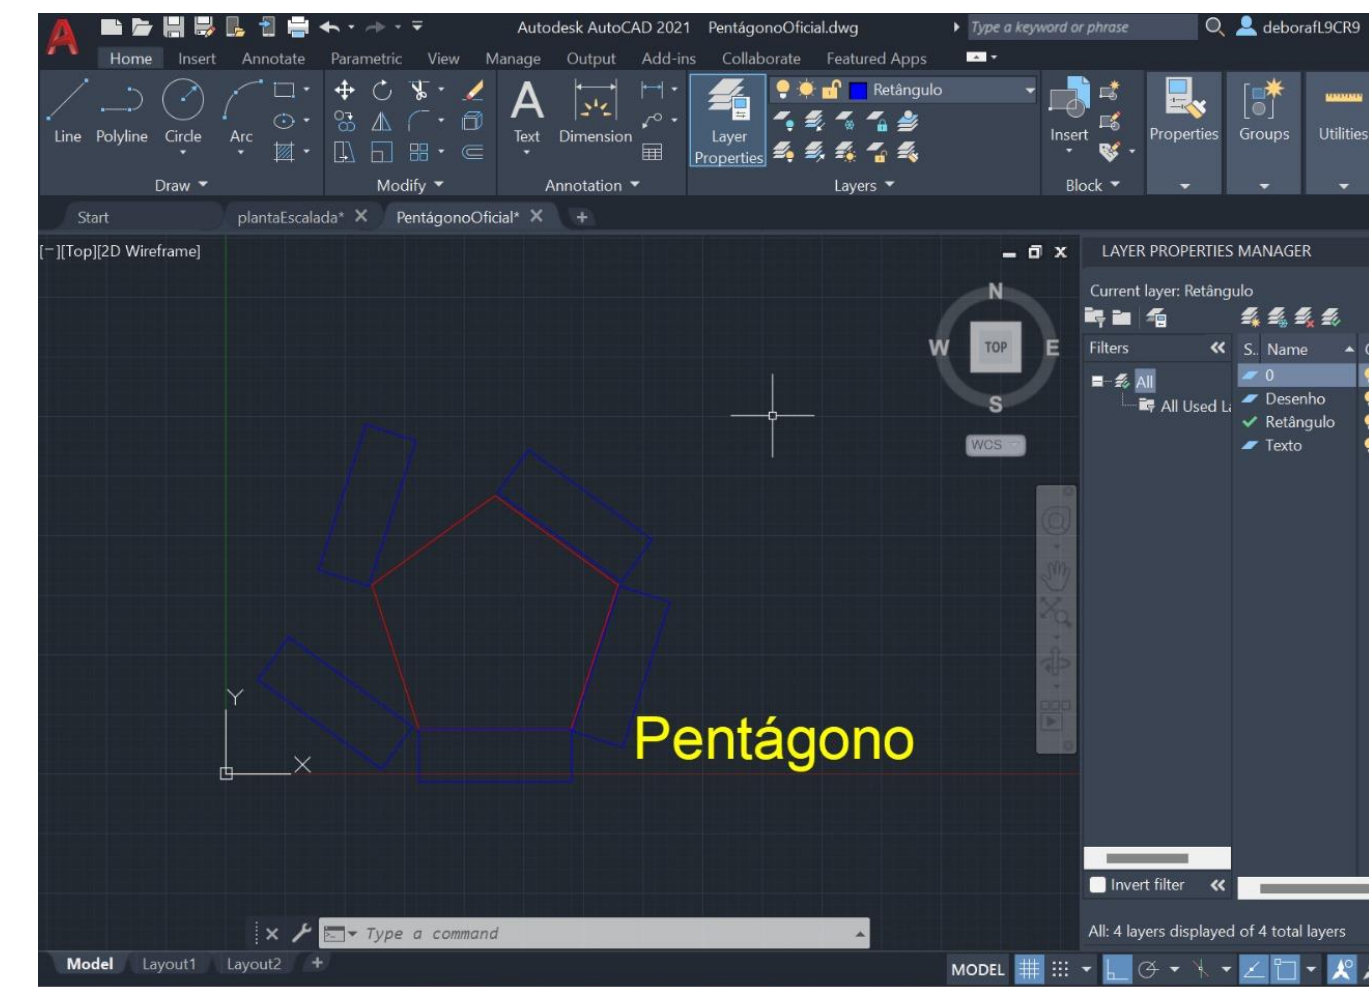 Autodesk AutoCAD 2021 PentágonoOficial.dwg Type a keyword or phrase deborafL9CR9
Home Insert Annotate Parametric View Manage Output Add-ins Collaborate Featured Apps
Retângulo
Line Polyline Circle Arc Text Dimension Layer Properties Insert Properties Groups Utilities
Draw Modify Annotation Layers Block
Start plantaEscalada* PentágonoOficial* +
[−][Top][2D Wireframe]
N
W TOP E
S
WCS
Y
X
Pentágono
LAYER PROPERTIES MANAGER
Current layer: Retângulo
Filters
All
All Used La
S.. Name
0
Desenho
Retângulo
Texto
Invert filter
All: 4 layers displayed of 4 total layers
Type a command
Model Layout1 Layout2 +
MODEL